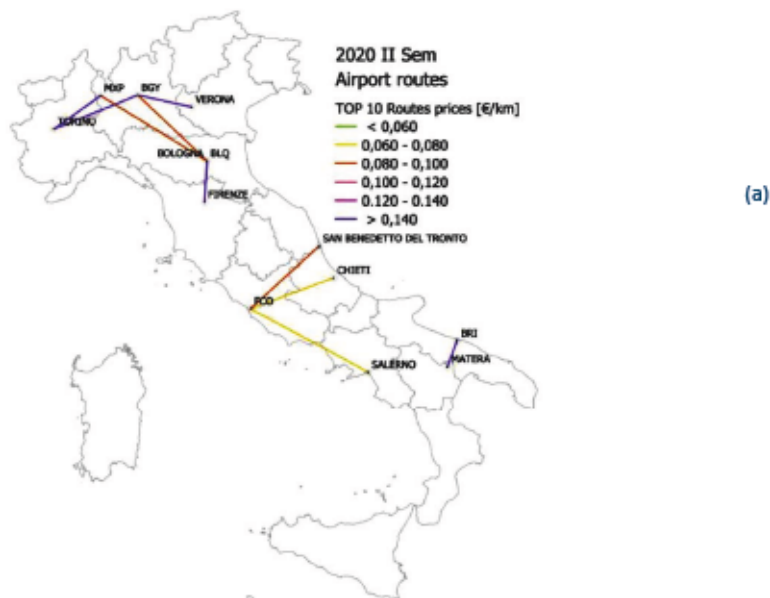 2020 II Sem
Airport routes
TOP 10 Routes prices [€/km]
< 0,060
0,060 - 0,080
0,080 - 0,100
0,100 - 0,120
0.120 - 0.140
> 0,140
(a)
MXP
BGY
VERONA
TORINO
BOLOGNA BLQ
FIRENZE
SAN BENEDETTO DEL TRONTO
CHIETI
FCO
SALERNO
BRI
MATERA